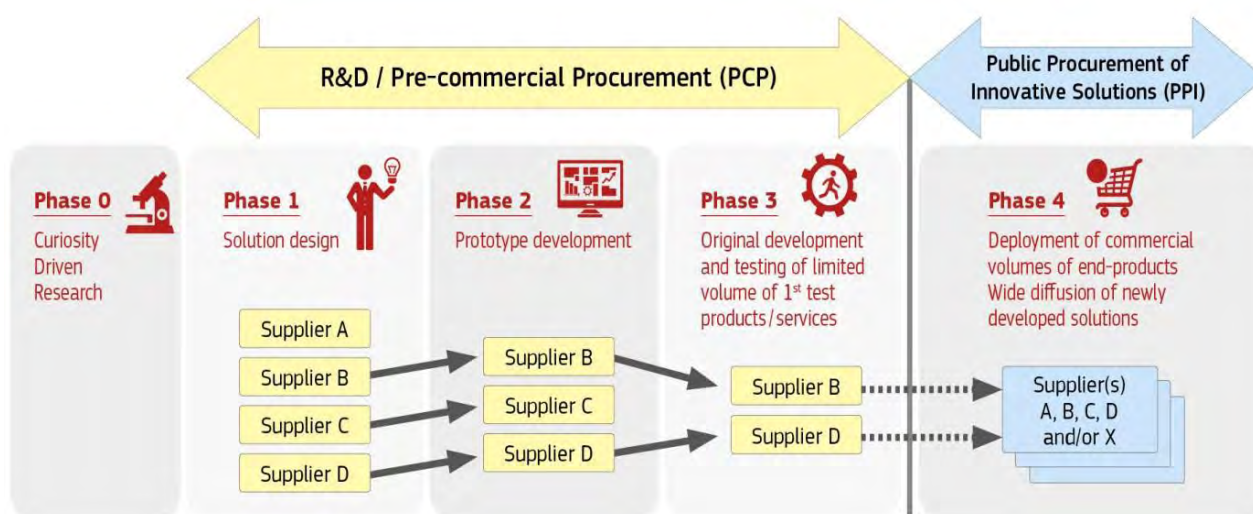 R&D / Pre-commercial Procurement (PCP)
Public Procurement of
Innovative Solutions (PPI)
Phase 0
Curiosity
Driven
Research
Phase 1
Solution design
Supplier A
Supplier B
Supplier C
Supplier D
Phase 2
Prototype development
Supplier B
Supplier C
Supplier D
Phase 3
Original development
and testing of limited
volume of 1st test
products/services
Supplier B
Supplier D
Phase 4
Deployment of commercial
volumes of end-products
Wide diffusion of newly
developed solutions
Supplier(s)
A, B, C, D
and/or X